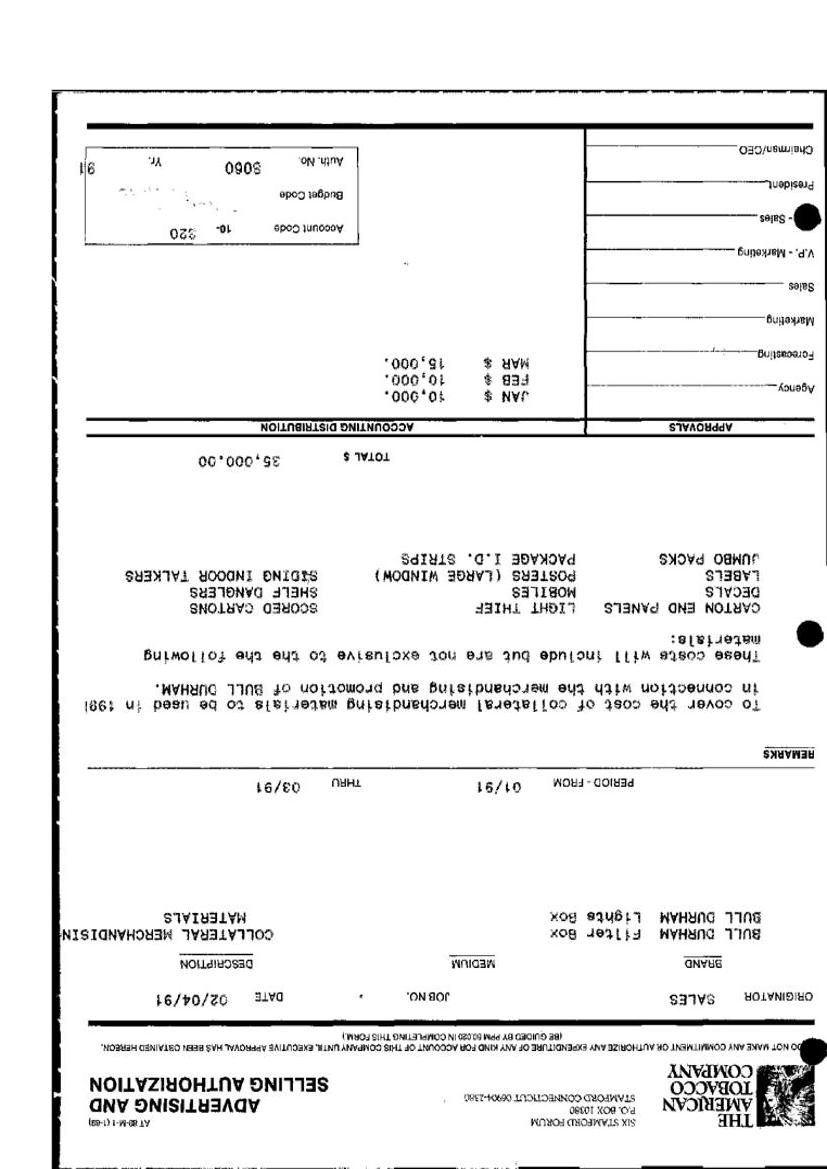 THE
AMERICAN
TOBACCO
COMPANY
SIX STAMFORD FORUM
P.O. BOX 10380
STAMFORD CONNECTICUT 06904-2380
AT 89-M-1 (1-89)
ADVERTISING AND
SELLING AUTHORIZATION
DO NOT MAKE ANY COMMITMENT OR AUTHORIZE ANY EXPENDITURE OF ANY KIND FOR ACCOUNT OF THIS COMPANY UNTIL EXECUTIVE APPROVAL HAS BEEN OBTAINED HEREON.
(BE GUIDED BY PPM 60.020 IN COMPLETING THIS FORM.)
ORIGINATOR SALES JOB NO. DATE 02/04/91
BRAND MEDIUM DESCRIPTION
BULL DURHAM Filter Box COLLATERAL MERCHANDISIN
BULL DURHAM Lights Box MATERIALS
PERIOD - FROM 01/91 THRU 03/91
REMARKS
To cover the cost of collateral merchandising materials to be used in 1991
in connection with the merchandising and promotion of BULL DURHAM.
These costs will include but are not exclusive to the the following
materials:
CARTON END PANELS LIGHT THIEF SCORED CARTONS
DECALS MOBILES SHELF DANGLERS
LABELS POSTERS (LARGE WINDOW) SIDING INDOOR TALKERS
JUMBO PACKS PACKAGE I.D. STRIPS
TOTAL $ 35,000.00
APPROVALS ACCOUNTING DISTRIBUTION
Agency
JAN $ 10,000.
FEB $ 10,000.
MAR $ 15,000.
Forecasting
Marketing
Sales
V.P. - Marketing
- Sales
President
Chairman/CEO
Account Code 10- 320
Budget Code
Auth. No. 3060 Yr. 91